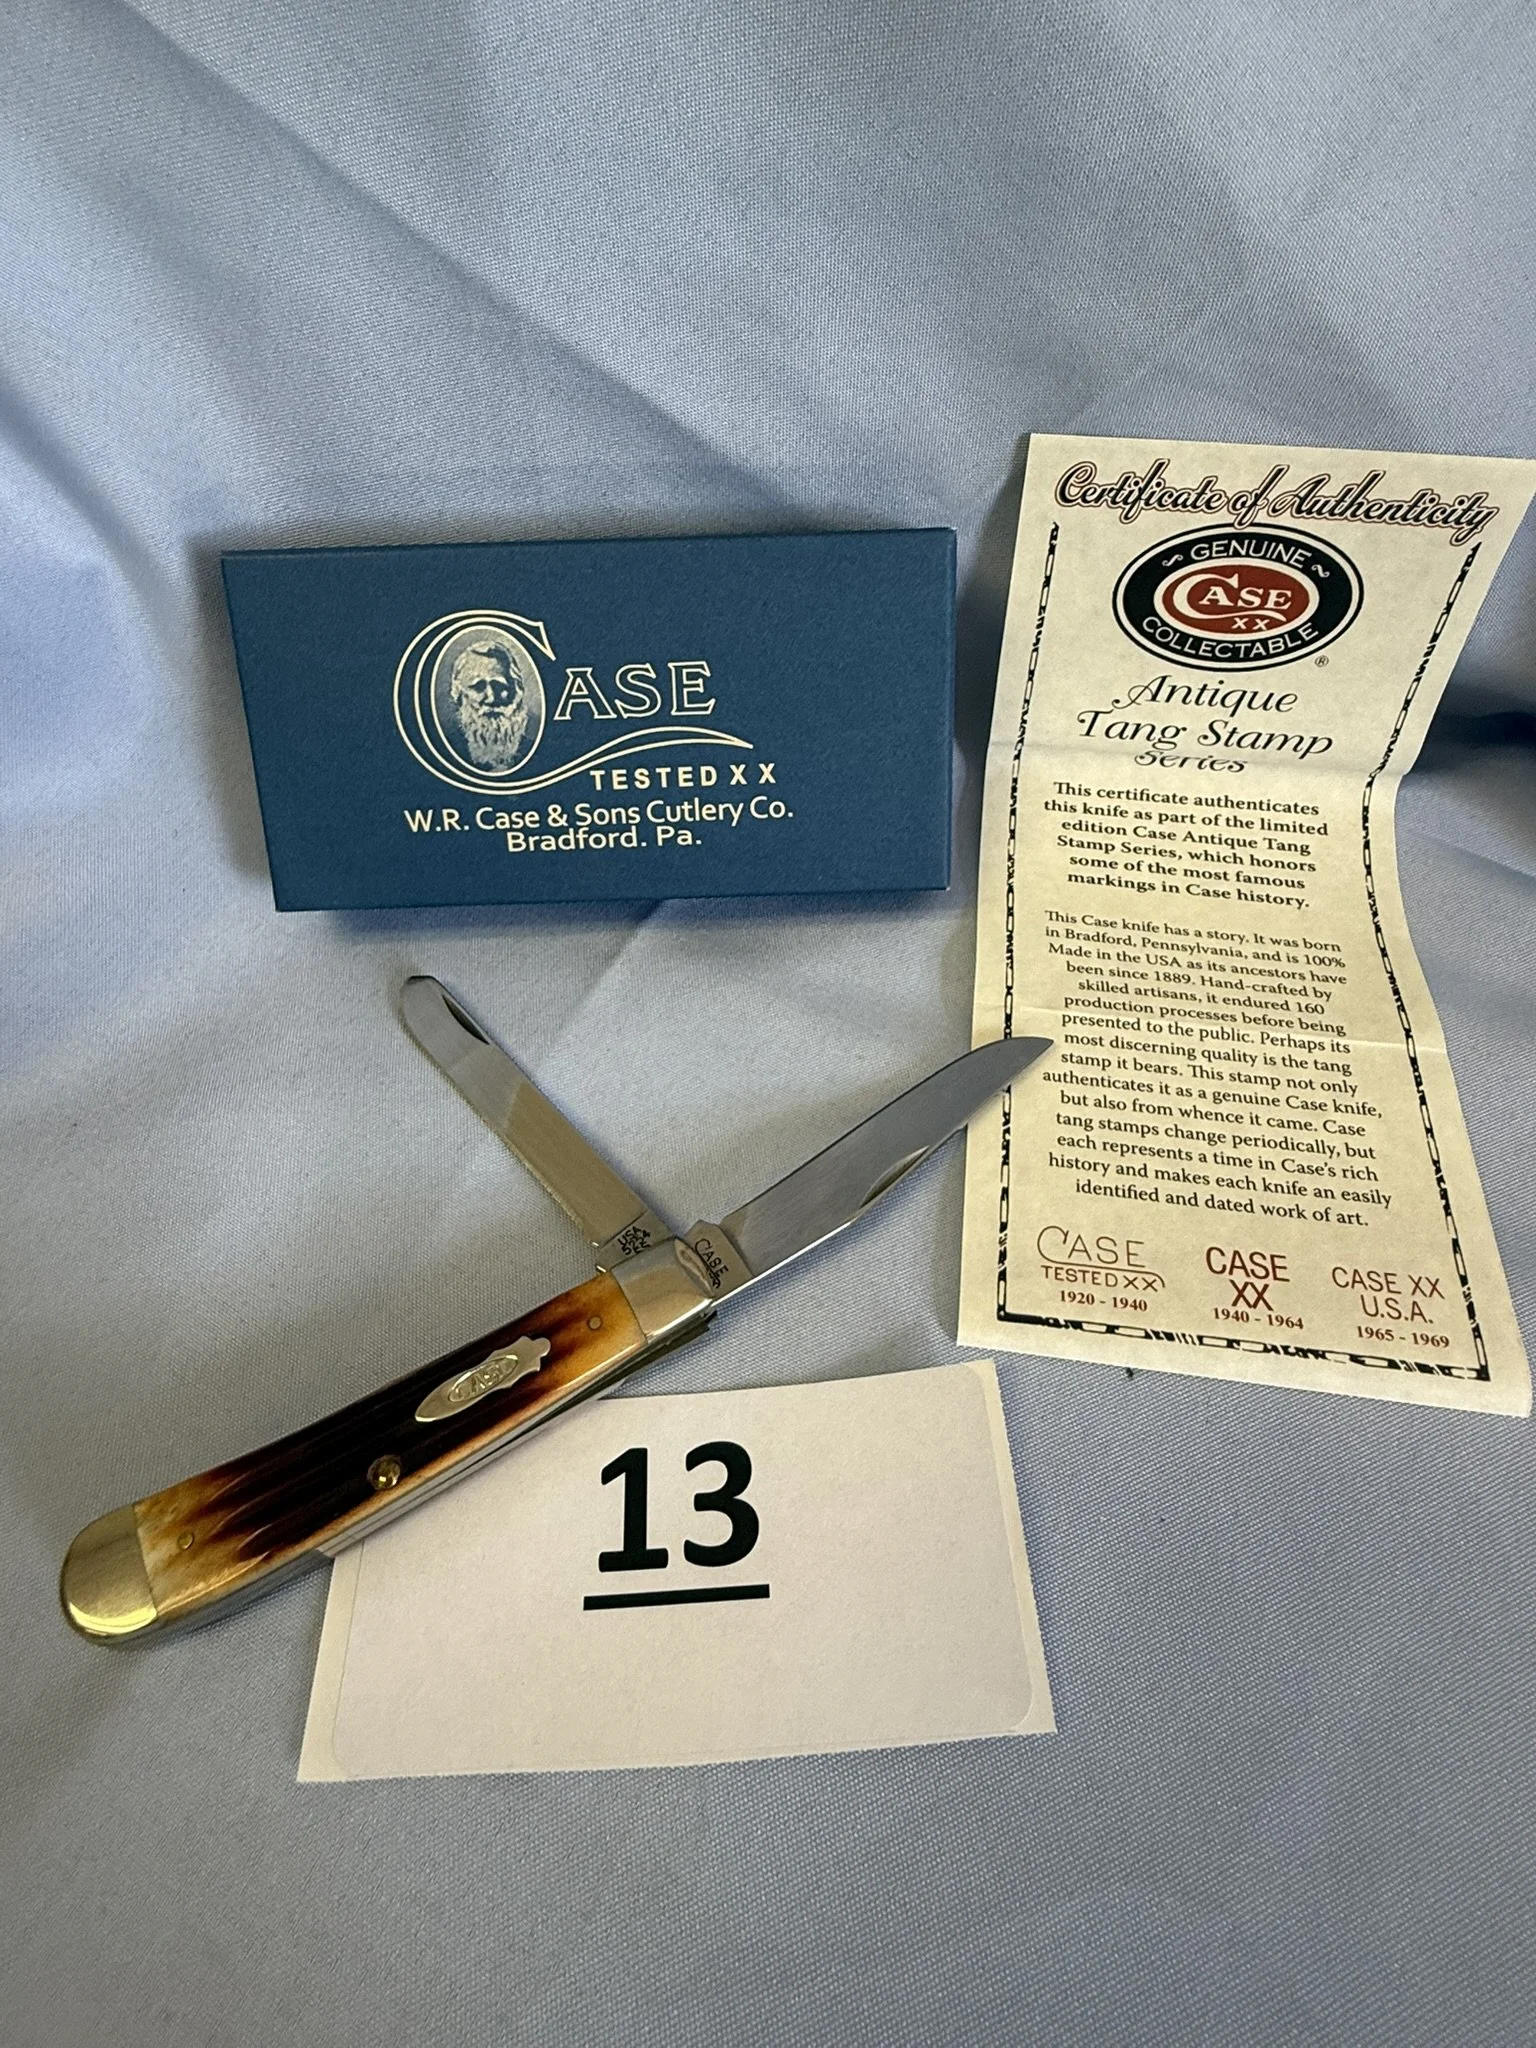 CASE
TESTED X X
W.R. Case & Sons Cutlery Co.
Bradford. Pa.
Certificate of Authenticity
GENUINE
CASE
XX
COLLECTABLE
®
Antique
Tang Stamp
Series
This certificate authenticates
this knife as part of the limited
edition Case Antique Tang
Stamp Series, which honors
some of the most famous
markings in Case history.
This Case knife has a story. It was born
in Bradford, Pennsylvania, and is 100%
Made in the USA as its ancestors have
been since 1889. Hand-crafted by
skilled artisans, it endured 160
production processes before being
presented to the public. Perhaps its
most discerning quality is the tang
stamp it bears. This stamp not only
authenticates it as a genuine Case knife,
but also from whence it came. Case
tang stamps change periodically, but
each represents a time in Case's rich
history and makes each knife an easily
identified and dated work of art.
CASE
TESTED XX
1920 - 1940
CASE
XX
1940 - 1964
CASE XX
U.S.A.
1965 - 1969
USA
CASE
CASE
13